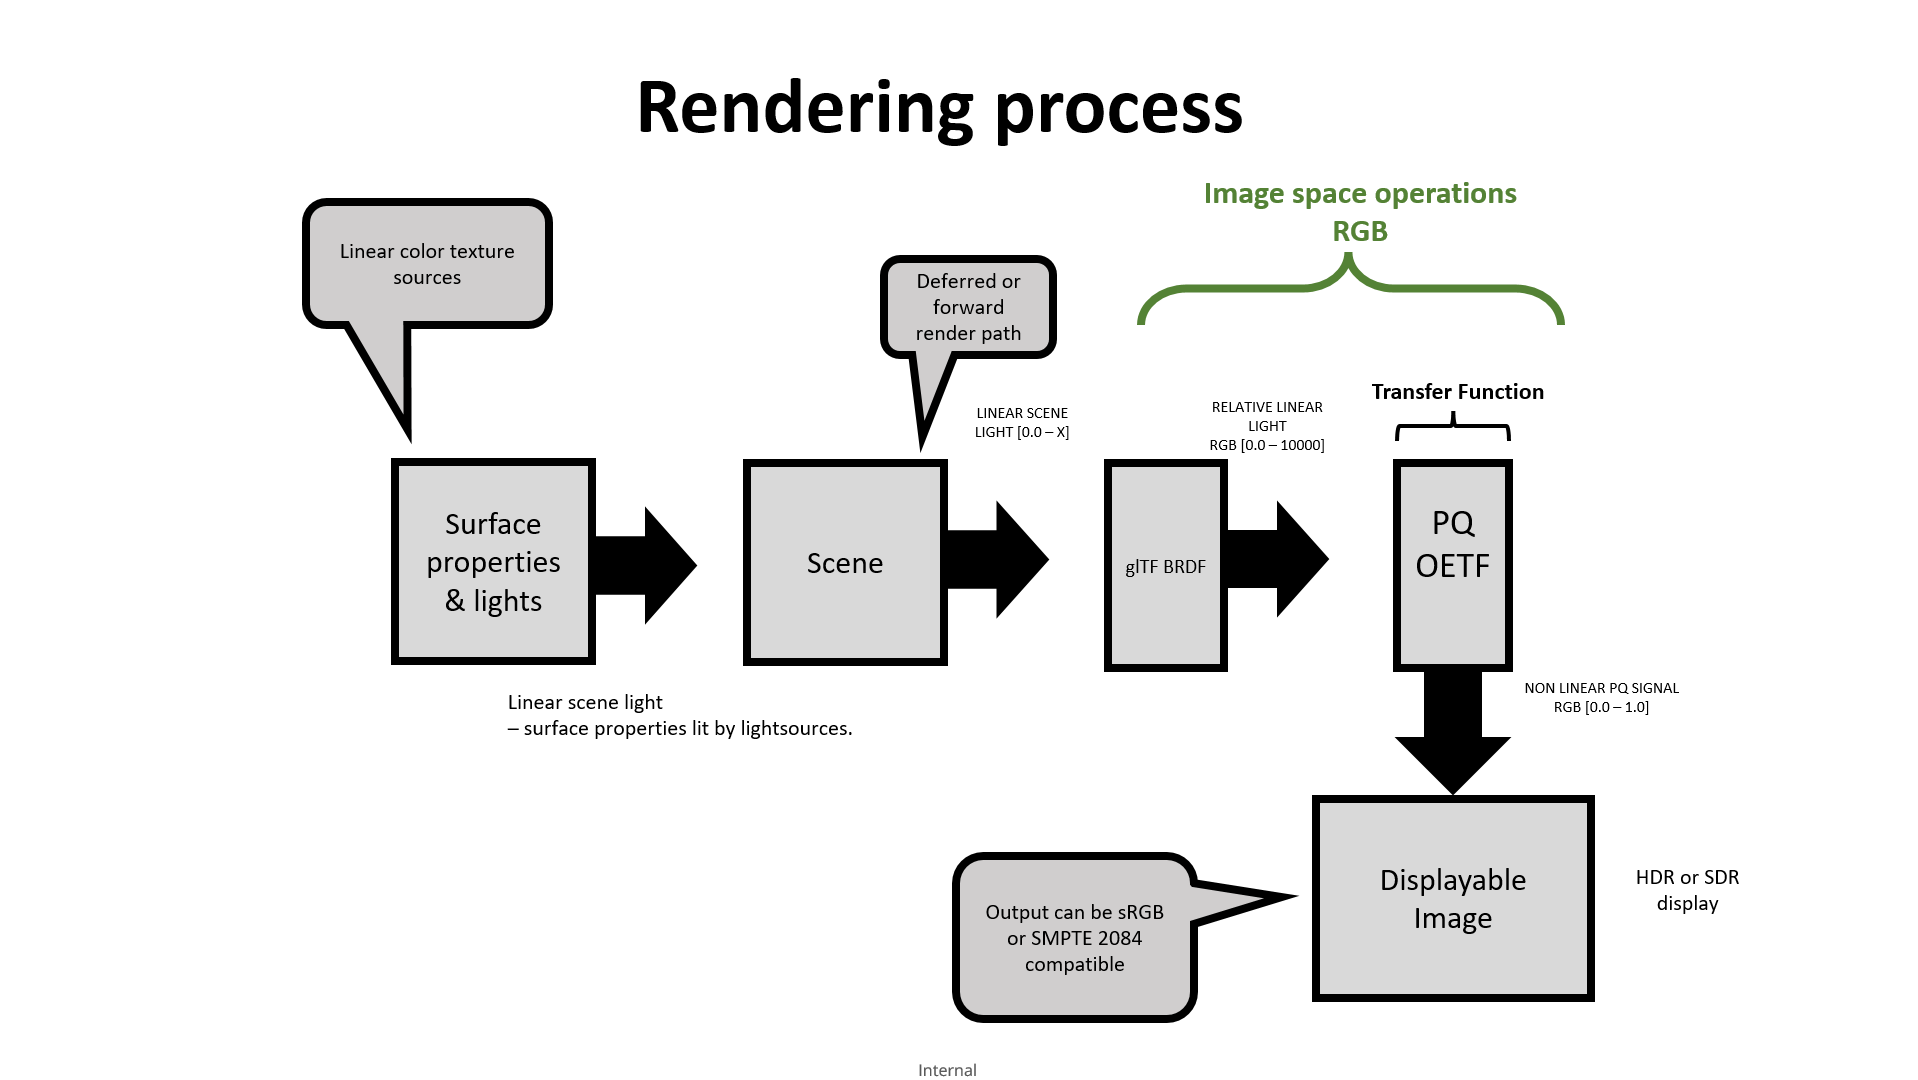 Rendering process
Image space operations
RGB
Linear color texture
sources
Deferred or
forward
render path
Transfer Function
LINEAR SCENE
LIGHT [0.0 – X]
RELATIVE LINEAR
LIGHT
RGB [0.0 – 10000]
Surface
properties
& lights
Scene
glTF BRDF
PQ
OETF
Linear scene light
– surface properties lit by lightsources.
NON LINEAR PQ SIGNAL
RGB [0.0 – 1.0]
Displayable
Image
HDR or SDR
display
Output can be sRGB
or SMPTE 2084
compatible
Internal